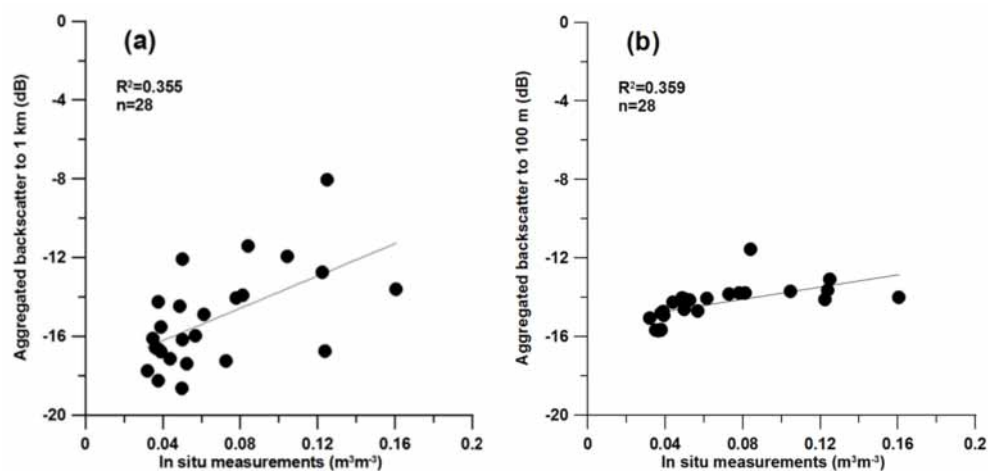 Aggregated backscatter to 1 km (dB)
0
-4
-8
-12
-16
-20
(a)
R²=0.355
n=28
0
0.04
0.08
0.12
0.16
0.2
In situ measurements (m³m⁻³)
Aggregated backscatter to 100 m (dB)
0
-4
-8
-12
-16
-20
(b)
R²=0.359
n=28
0
0.04
0.08
0.12
0.16
0.2
In situ measurements (m³m⁻³)